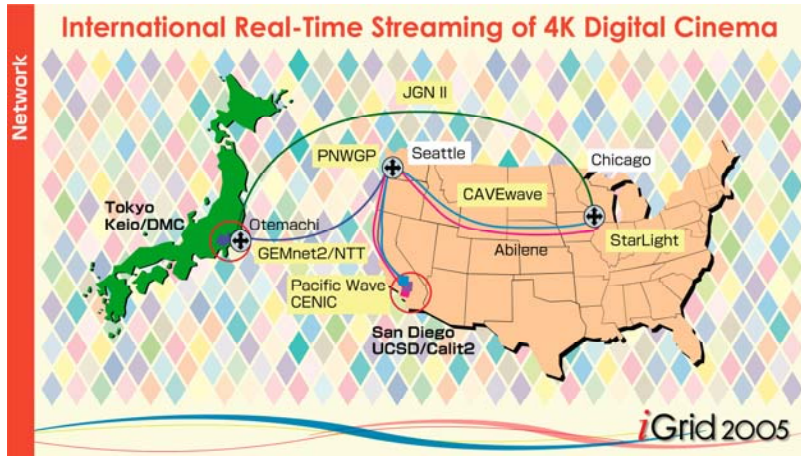 International Real-Time Streaming of 4K Digital Cinema
Network
JGN II
PNWGP
Seattle
Chicago
CAVEwave
Tokyo
Keio/DMC
Otemachi
GEMnet2/NTT
Abilene
StarLight
Pacific Wave
CENIC
San Diego
UCSD/Calit2
iGrid 2005